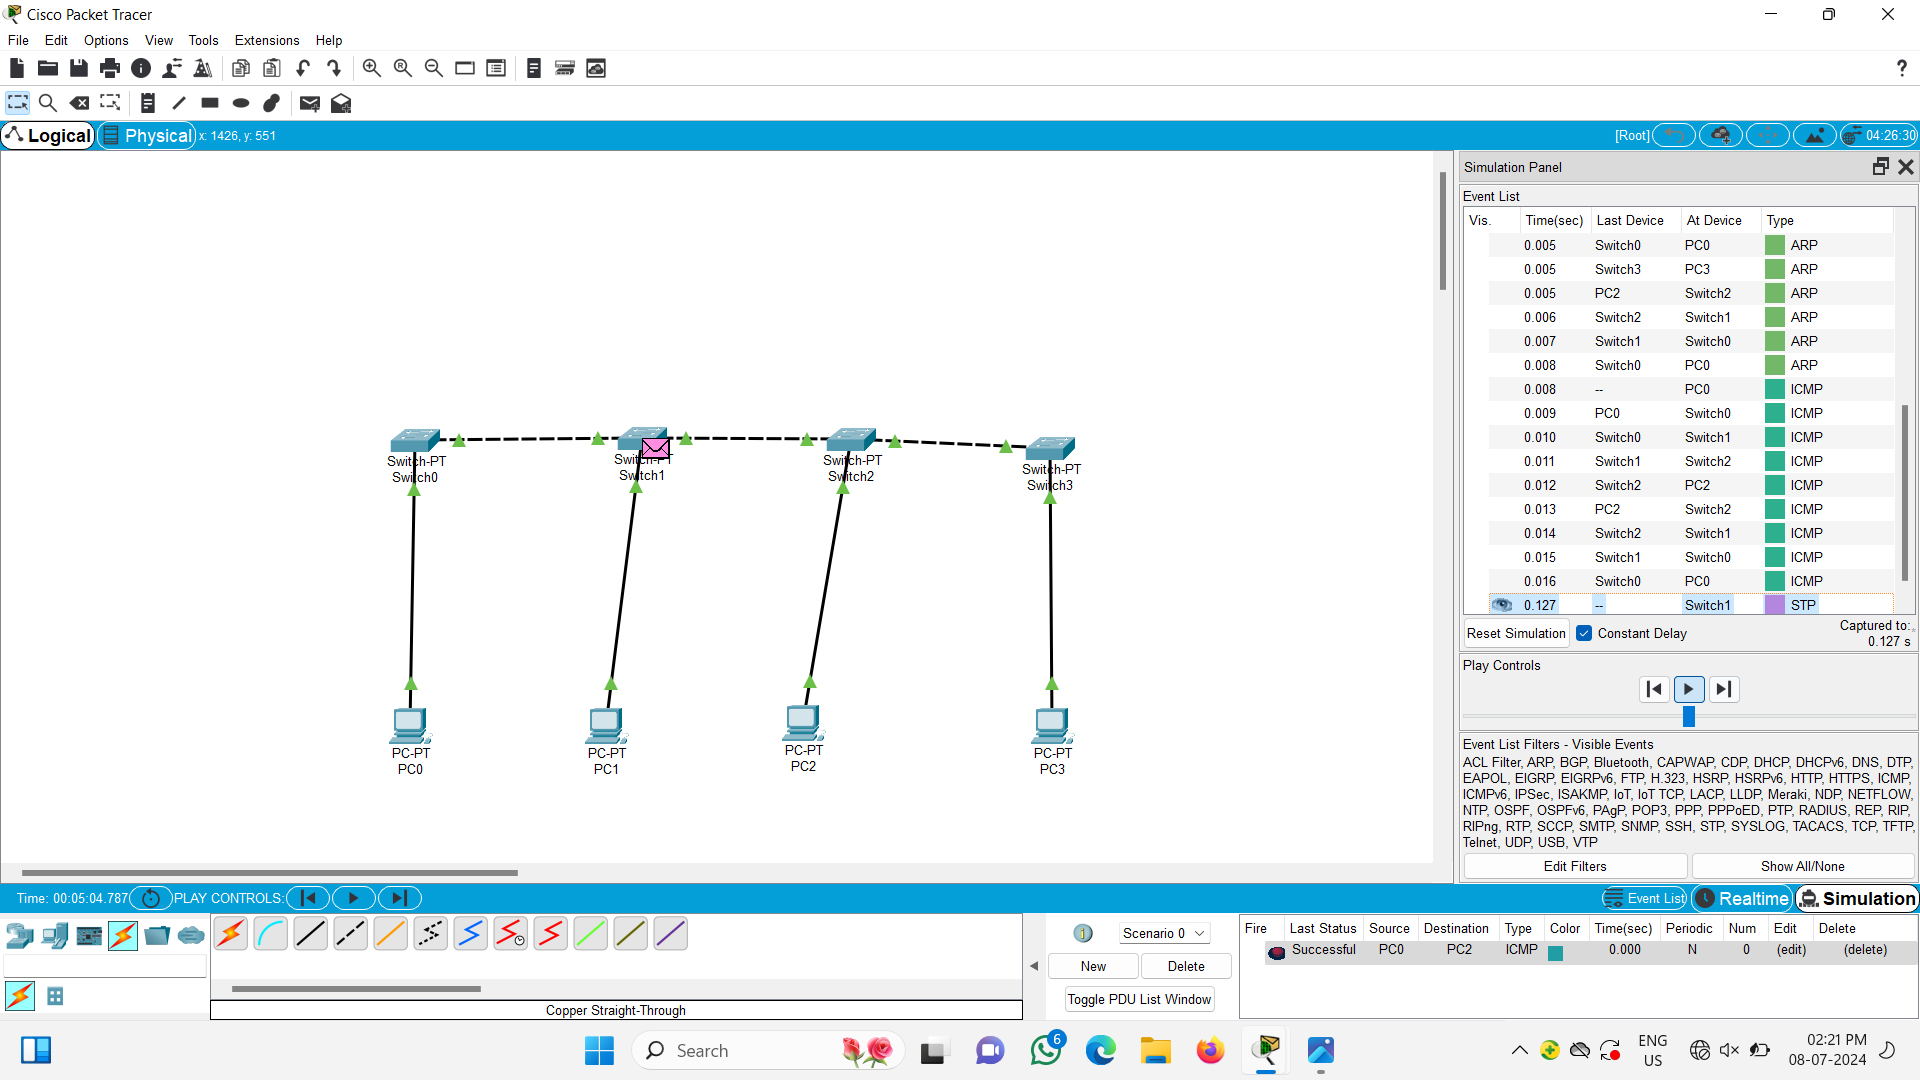 Cisco Packet Tracer
File Edit Options View Tools Extensions Help
Logical Physical x: 1426, y: 551 [Root] 04:26:30
Simulation Panel
Event List
Vis. Time(sec) Last Device At Device Type
0.005 Switch0 PC0 ARP
0.005 Switch3 PC3 ARP
0.005 PC2 Switch2 ARP
0.006 Switch2 Switch1 ARP
0.007 Switch1 Switch0 ARP
0.008 Switch0 PC0 ARP
0.008 -- PC0 ICMP
0.009 PC0 Switch0 ICMP
0.010 Switch0 Switch1 ICMP
0.011 Switch1 Switch2 ICMP
0.012 Switch2 PC2 ICMP
0.013 PC2 Switch2 ICMP
0.014 Switch2 Switch1 ICMP
0.015 Switch1 Switch0 ICMP
0.016 Switch0 PC0 ICMP
0.127 -- Switch1 STP
Reset Simulation Constant Delay Captured to:
0.127 s
Play Controls
Event List Filters - Visible Events
ACL Filter, ARP, BGP, Bluetooth, CAPWAP, CDP, DHCP, DHCPv6, DNS, DTP,
EAPOL, EIGRP, EIGRPv6, FTP, H.323, HSRP, HSRPv6, HTTP, HTTPS, ICMP,
ICMPv6, IPSec, ISAKMP, IoT, IoT TCP, LACP, LLDP, Meraki, NDP, NETFLOW,
NTP, OSPF, OSPFv6, PAgP, POP3, PPP, PPPoED, PTP, RADIUS, REP, RIP,
RIPng, RTP, SCCP, SMTP, SNMP, SSH, STP, SYSLOG, TACACS, TCP, TFTP,
Telnet, UDP, USB, VTP
Edit Filters Show All/None
Switch-PT
Switch0
Switch-PT
Switch1
Switch-PT
Switch2
Switch-PT
Switch3
PC-PT
PC0
PC-PT
PC1
PC-PT
PC2
PC-PT
PC3
Time: 00:05:04.787 PLAY CONTROLS: Event List Realtime Simulation
Scenario 0
New Delete
Toggle PDU List Window
Fire Last Status Source Destination Type Color Time(sec) Periodic Num Edit Delete
Successful PC0 PC2 ICMP 0.000 N 0 (edit) (delete)
Copper Straight-Through
Search
6
ENG
US
02:21 PM
08-07-2024